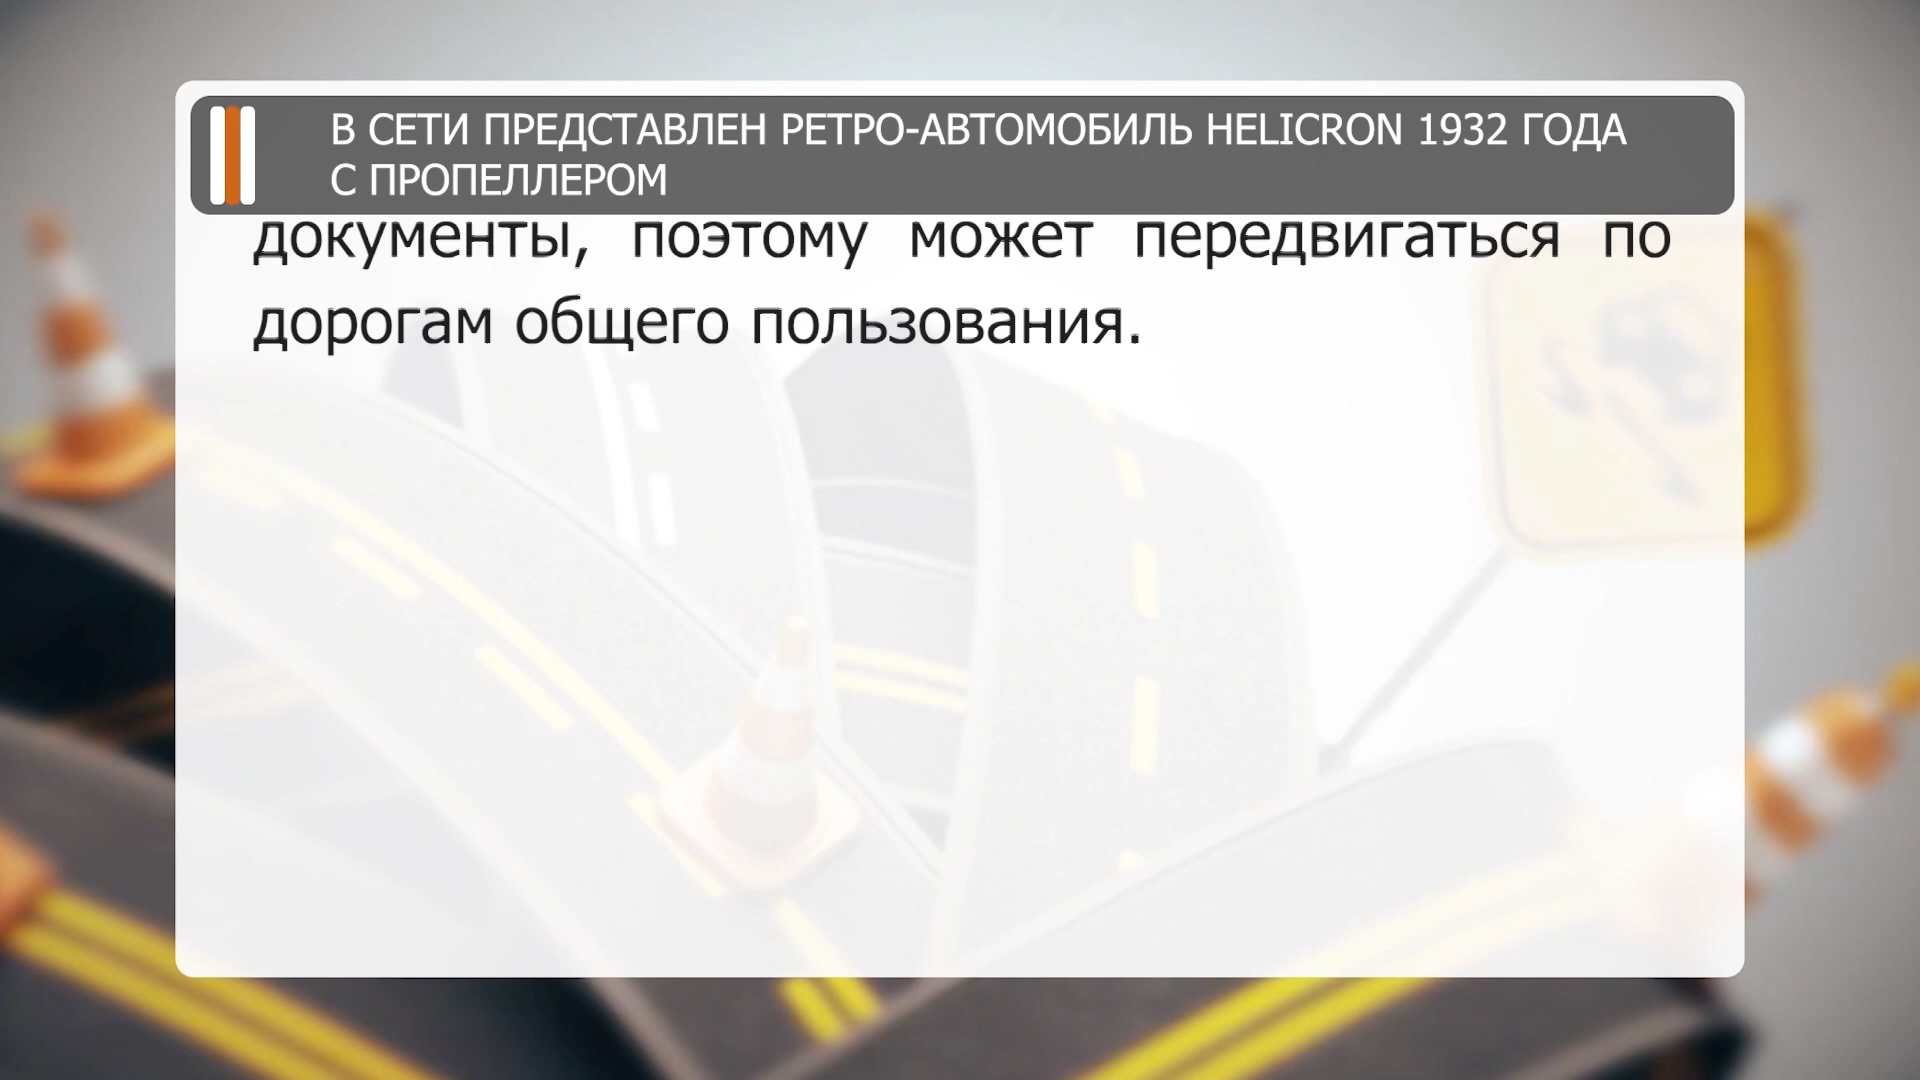 В СЕТИ ПРЕДСТАВЛЕН РЕТРО-АВТОМОБИЛЬ HELICRON 1932 ГОДА
С ПРОПЕЛЛЕРОМ
документы, поэтому может передвигаться по
дорогам общего пользования.